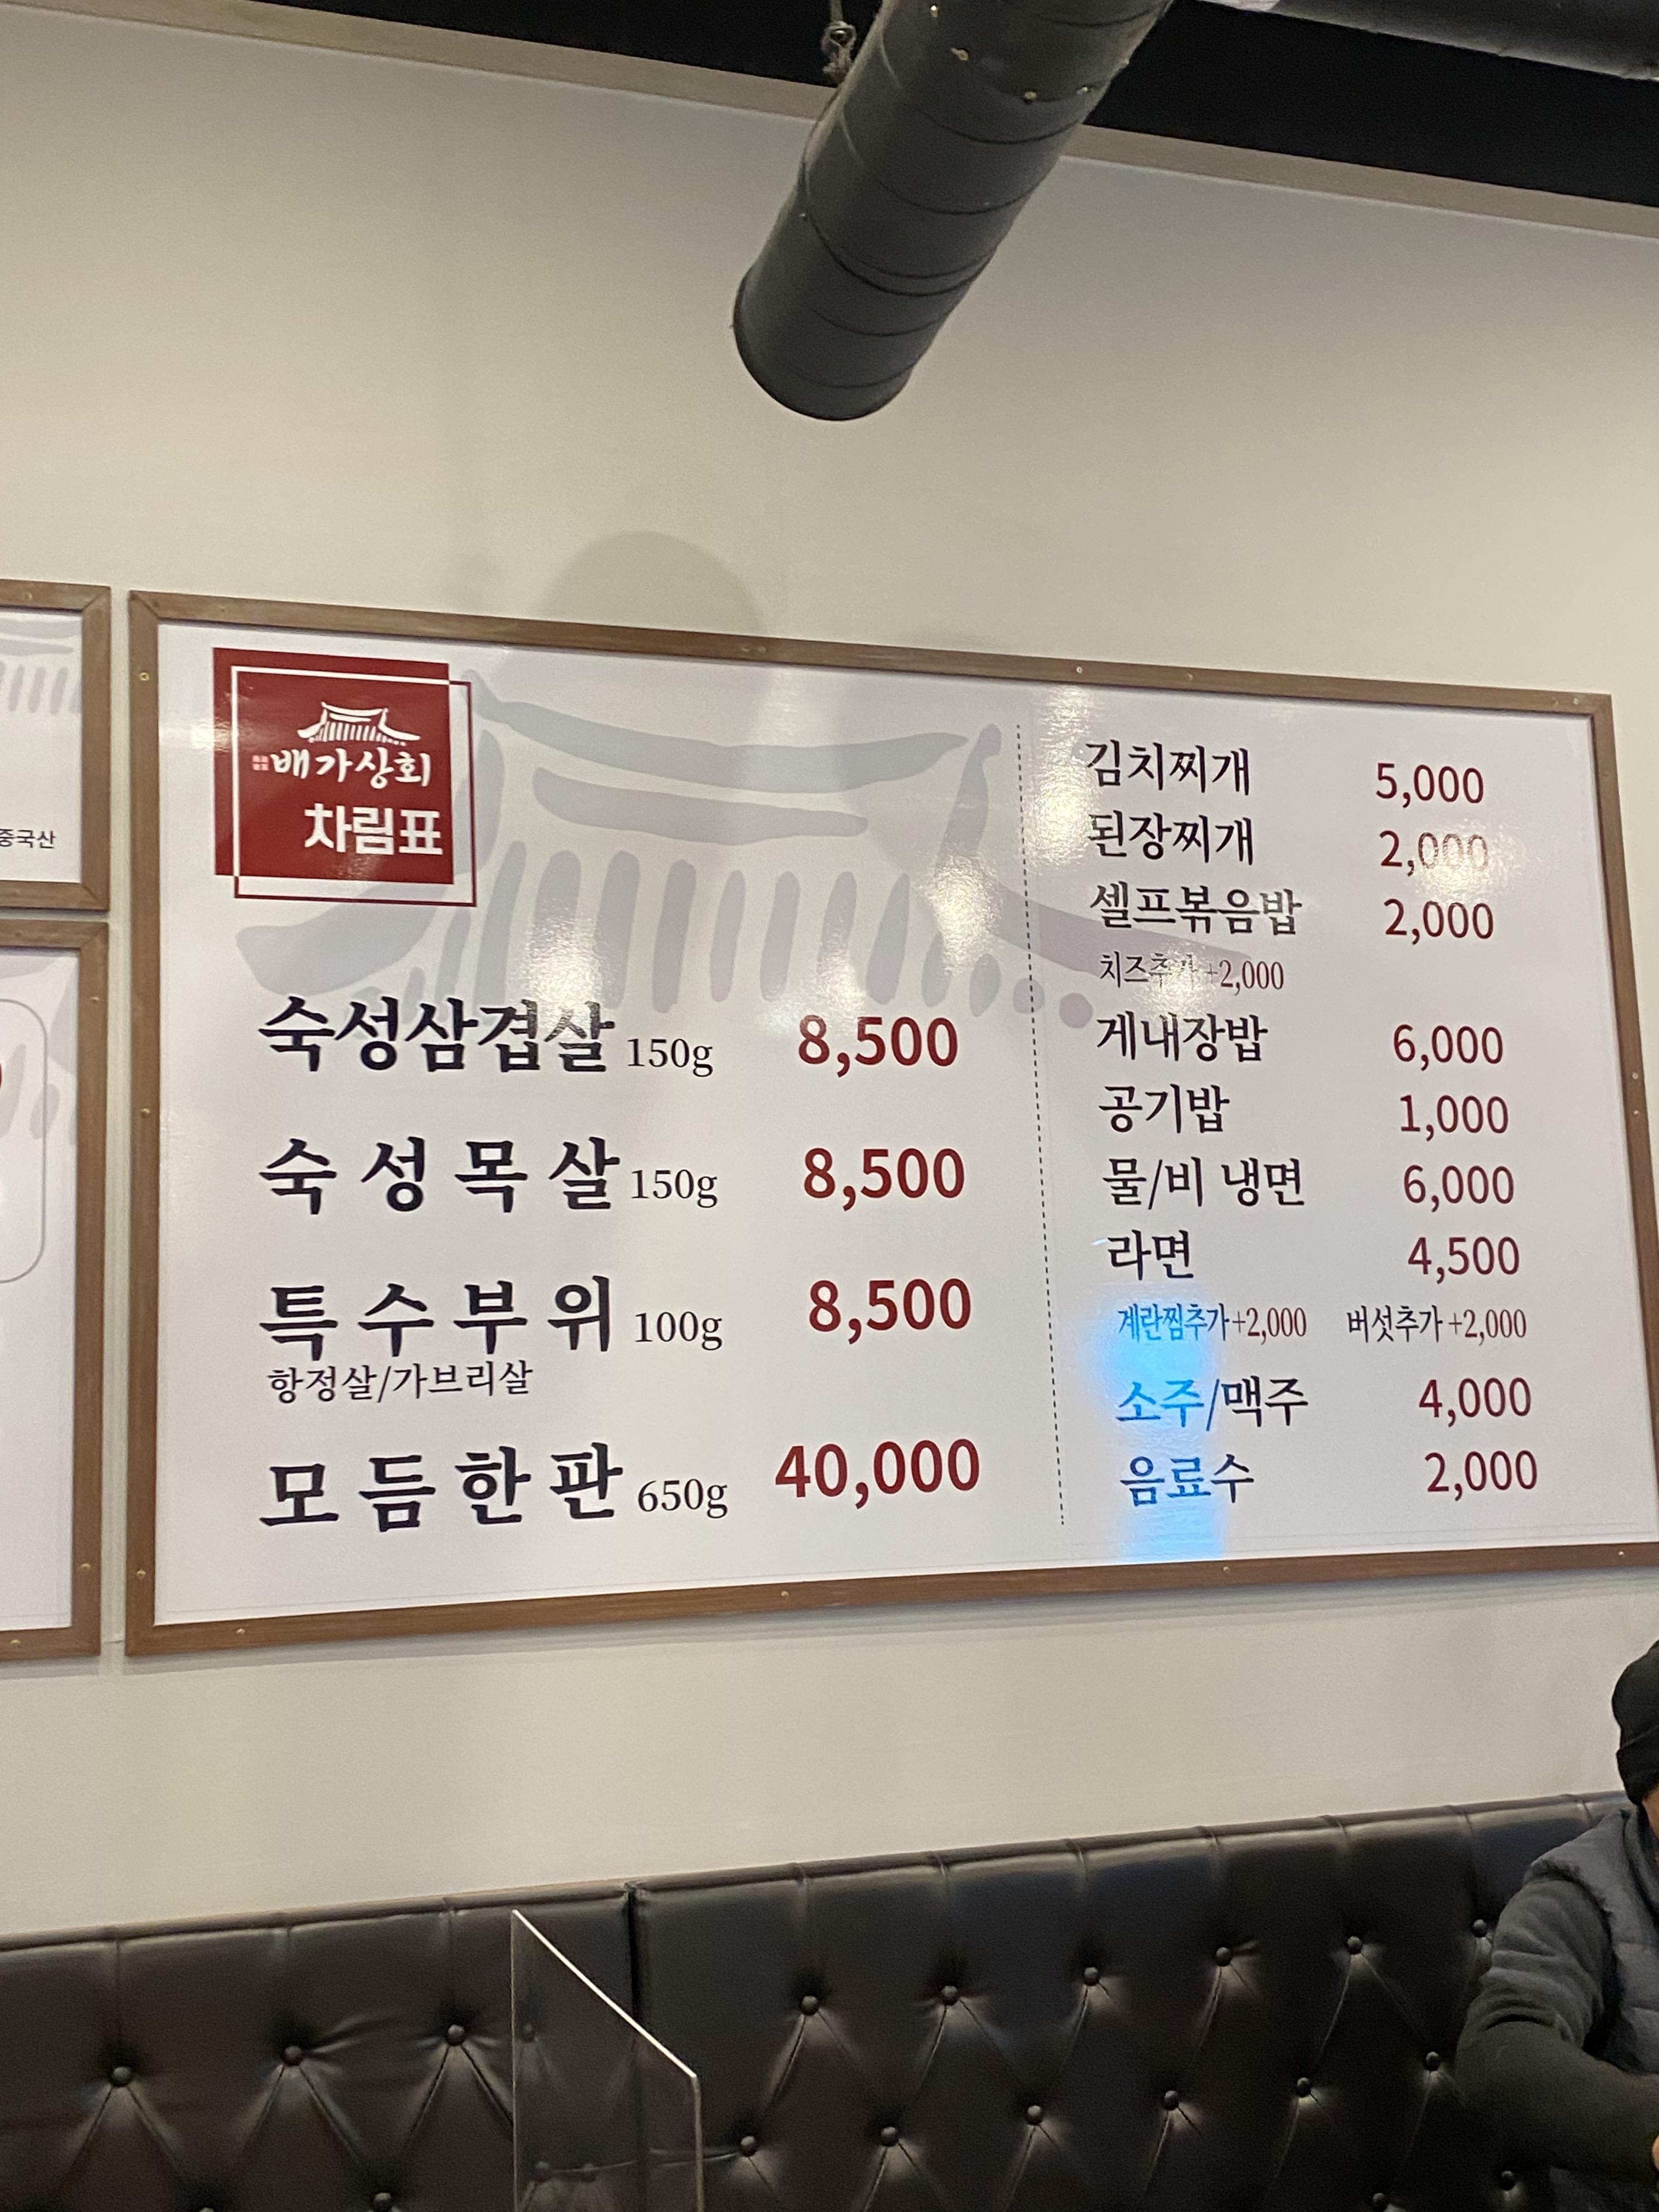 중국산
배가상회
차림표
숙성삼겹살 150g 8,500
숙성목살 150g 8,500
특수부위 100g 8,500
항정살/가브리살
모듬한판 650g 40,000
김치찌개 5,000
된장찌개 2,000
셀프볶음밥 2,000
치즈추가 +2,000
게내장밥 6,000
공기밥 1,000
물/비 냉면 6,000
라면 4,500
계란찜추가+2,000 버섯추가+2,000
소주/맥주 4,000
음료수 2,000